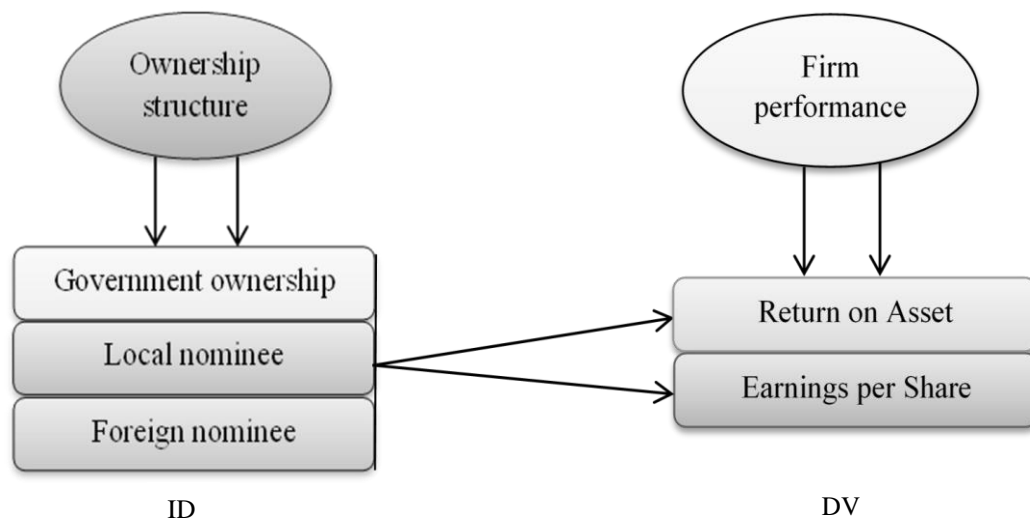 Ownership
structure
Firm
performance
Government ownership
Local nominee
Foreign nominee
Return on Asset
Earnings per Share
ID
DV